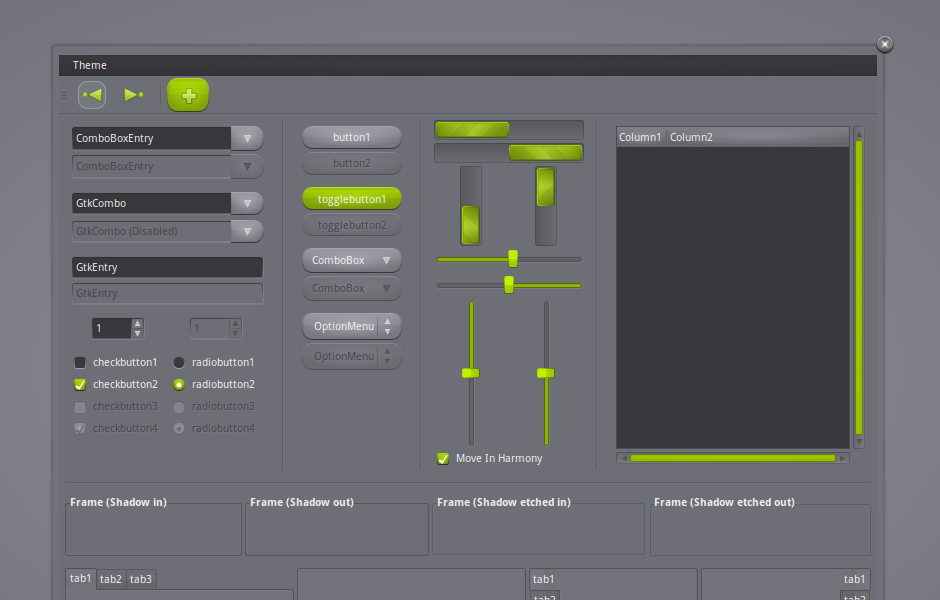 Theme
ComboBoxEntry
ComboBoxEntry
GtkCombo
GtkCombo (Disabled)
GtkEntry
GtkEntry
1 1
checkbutton1 radiobutton1
checkbutton2 radiobutton2
checkbutton3 radiobutton3
checkbutton4 radiobutton4
button1
button2
togglebutton1
togglebutton2
ComboBox
ComboBox
OptionMenu
OptionMenu
Move In Harmony
Column1 Column2
Frame (Shadow in) Frame (Shadow out) Frame (Shadow etched in) Frame (Shadow etched out)
tab1 tab2 tab3 tab1 tab1
tab2 tab2